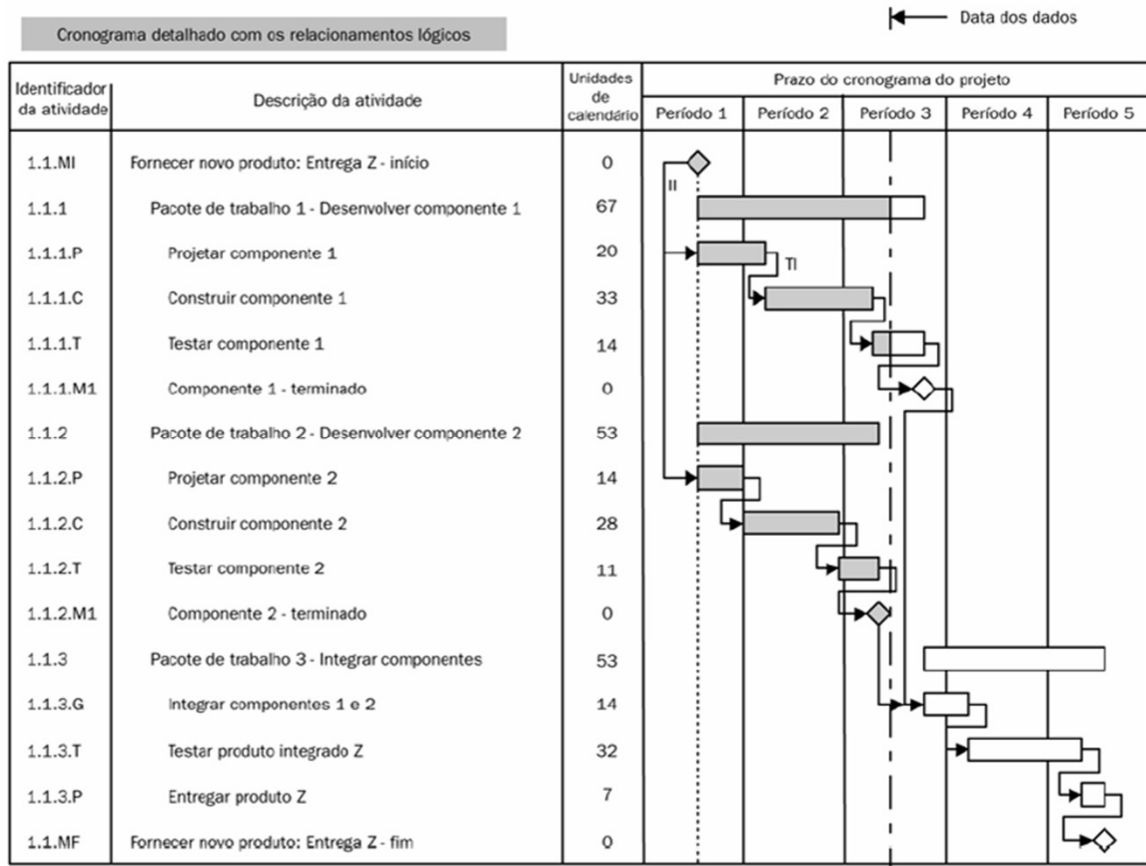 Data dos dados
Cronograma detalhado com os relacionamentos lógicos
Identificador da atividade Descrição da atividade Unidades de calendário Prazo do cronograma do projeto
Período 1 Período 2 Período 3 Período 4 Período 5
1.1.MI Fornecer novo produto: Entrega Z - início 0
II
1.1.1 Pacote de trabalho 1 - Desenvolver componente 1 67
1.1.1.P Projetar componente 1 20
TI
1.1.1.C Construir componente 1 33
1.1.1.T Testar componente 1 14
1.1.1.M1 Componente 1 - terminado 0
1.1.2 Pacote de trabalho 2 - Desenvolver componente 2 53
1.1.2.P Projetar componente 2 14
1.1.2.C Construir componente 2 28
1.1.2.T Testar componente 2 11
1.1.2.M1 Componente 2 - terminado 0
1.1.3 Pacote de trabalho 3 - Integrar componentes 53
1.1.3.G Integrar componentes 1 e 2 14
1.1.3.T Testar produto integrado Z 32
1.1.3.P Entregar produto Z 7
1.1.MF Fornecer novo produto: Entrega Z - fim 0